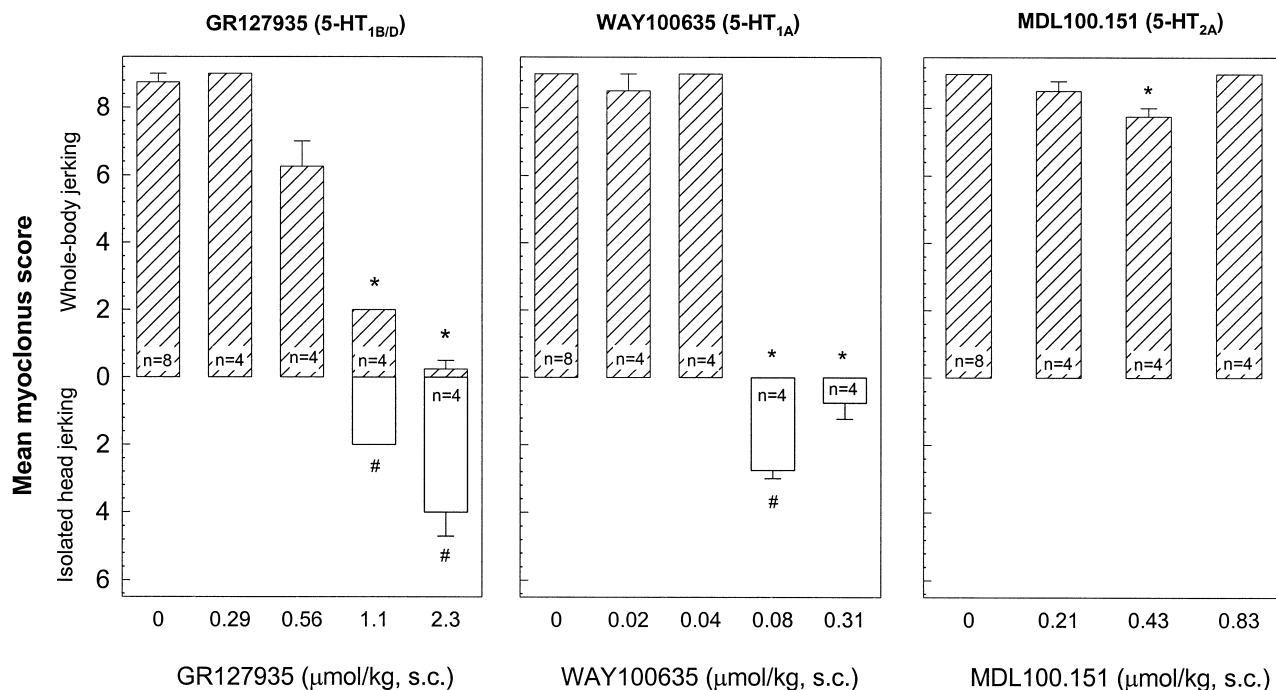 GR127935 (5-HT1B/D)
WAY100635 (5-HT1A)
MDL100.151 (5-HT2A)
Mean myoclonus score
Whole-body jerking
Isolated head jerking
8
6
4
2
0
2
4
6
n=8
n=4
n=4
*
n=4
#
*
n=4
#
0 0.29 0.56 1.1 2.3
GR127935 (μmol/kg, s.c.)
n=8
n=4
n=4
*
n=4
#
*
n=4
0 0.02 0.04 0.08 0.31
WAY100635 (μmol/kg, s.c.)
n=8
n=4
*
n=4
n=4
0 0.21 0.43 0.83
MDL100.151 (μmol/kg, s.c.)